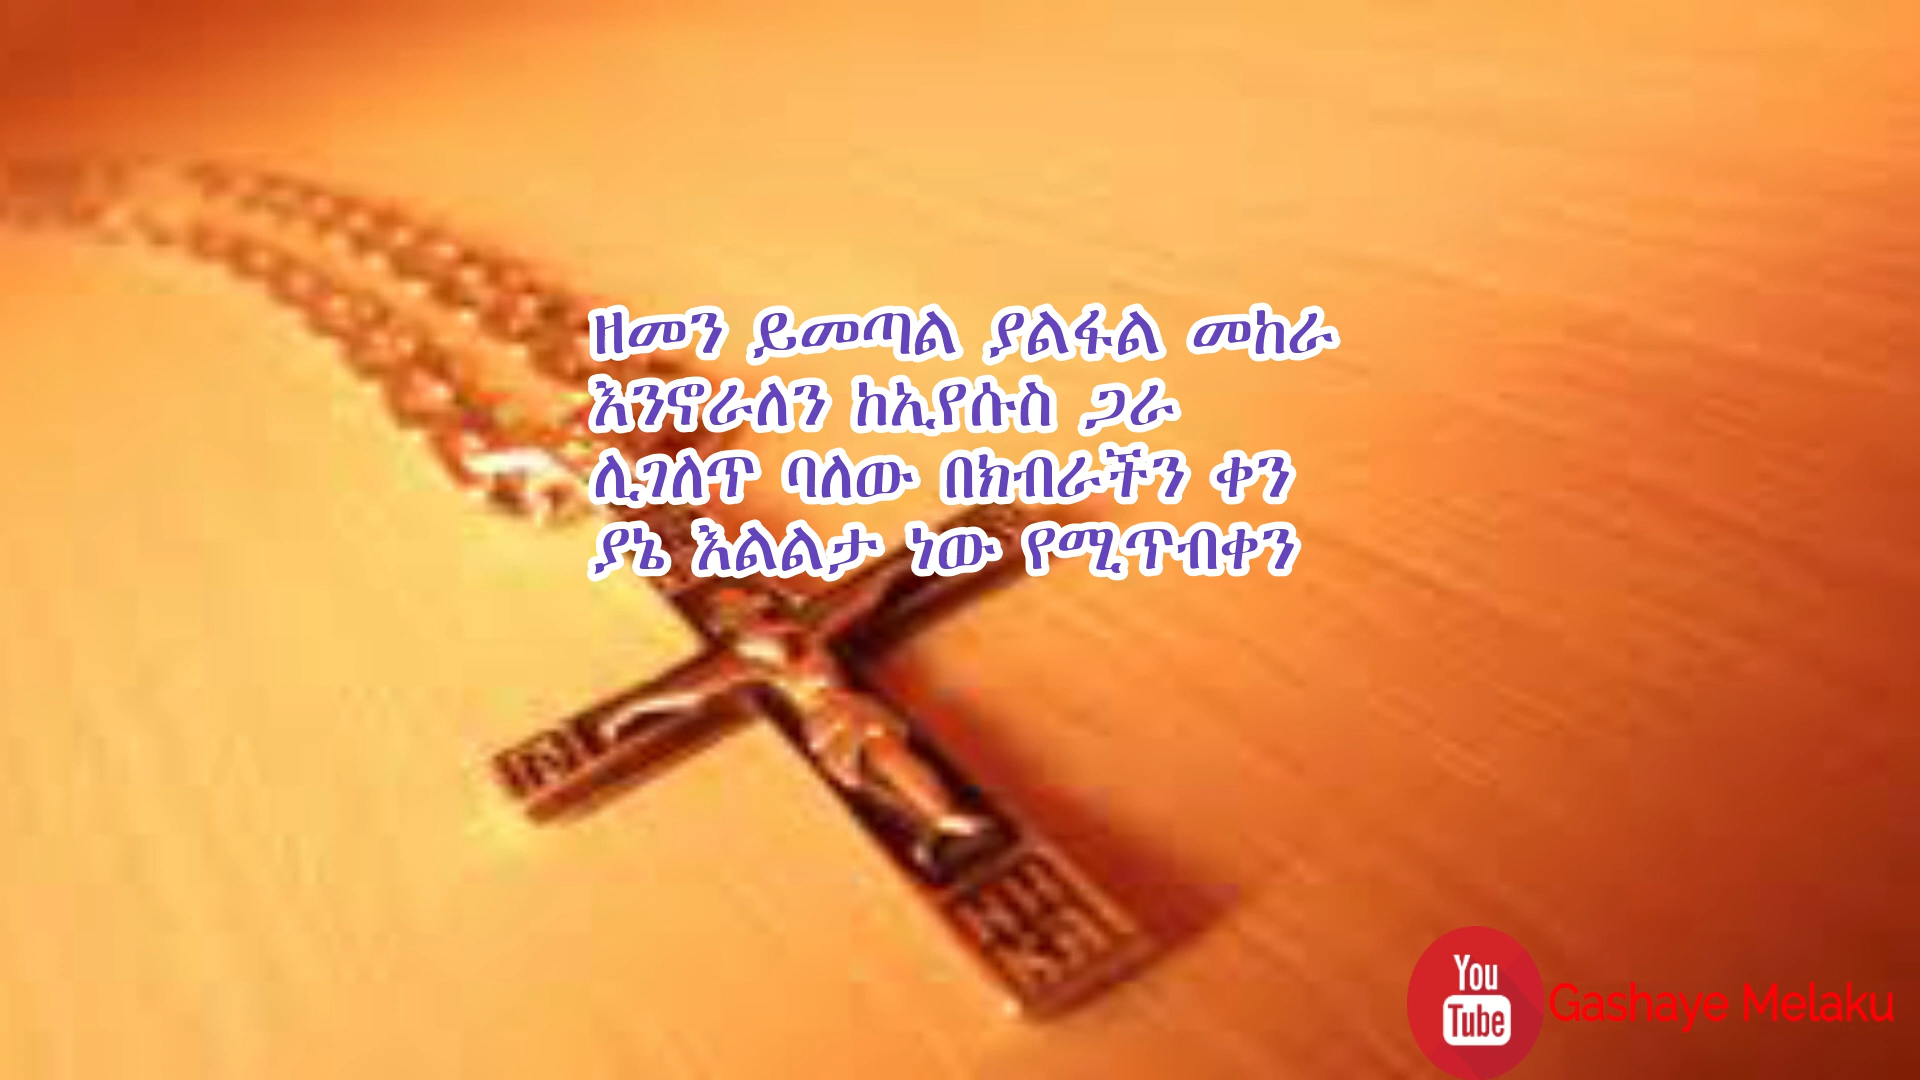 ዘመን ይመጣል ያልፋል መከራ
እንኖራለን ከኢየሱስ ጋራ
ሊገለጥ ባለው በክብራችን ቀን
ያኔ እልልታ ነው የሚጥብቀን
You
Tube
Gashaye Melaku